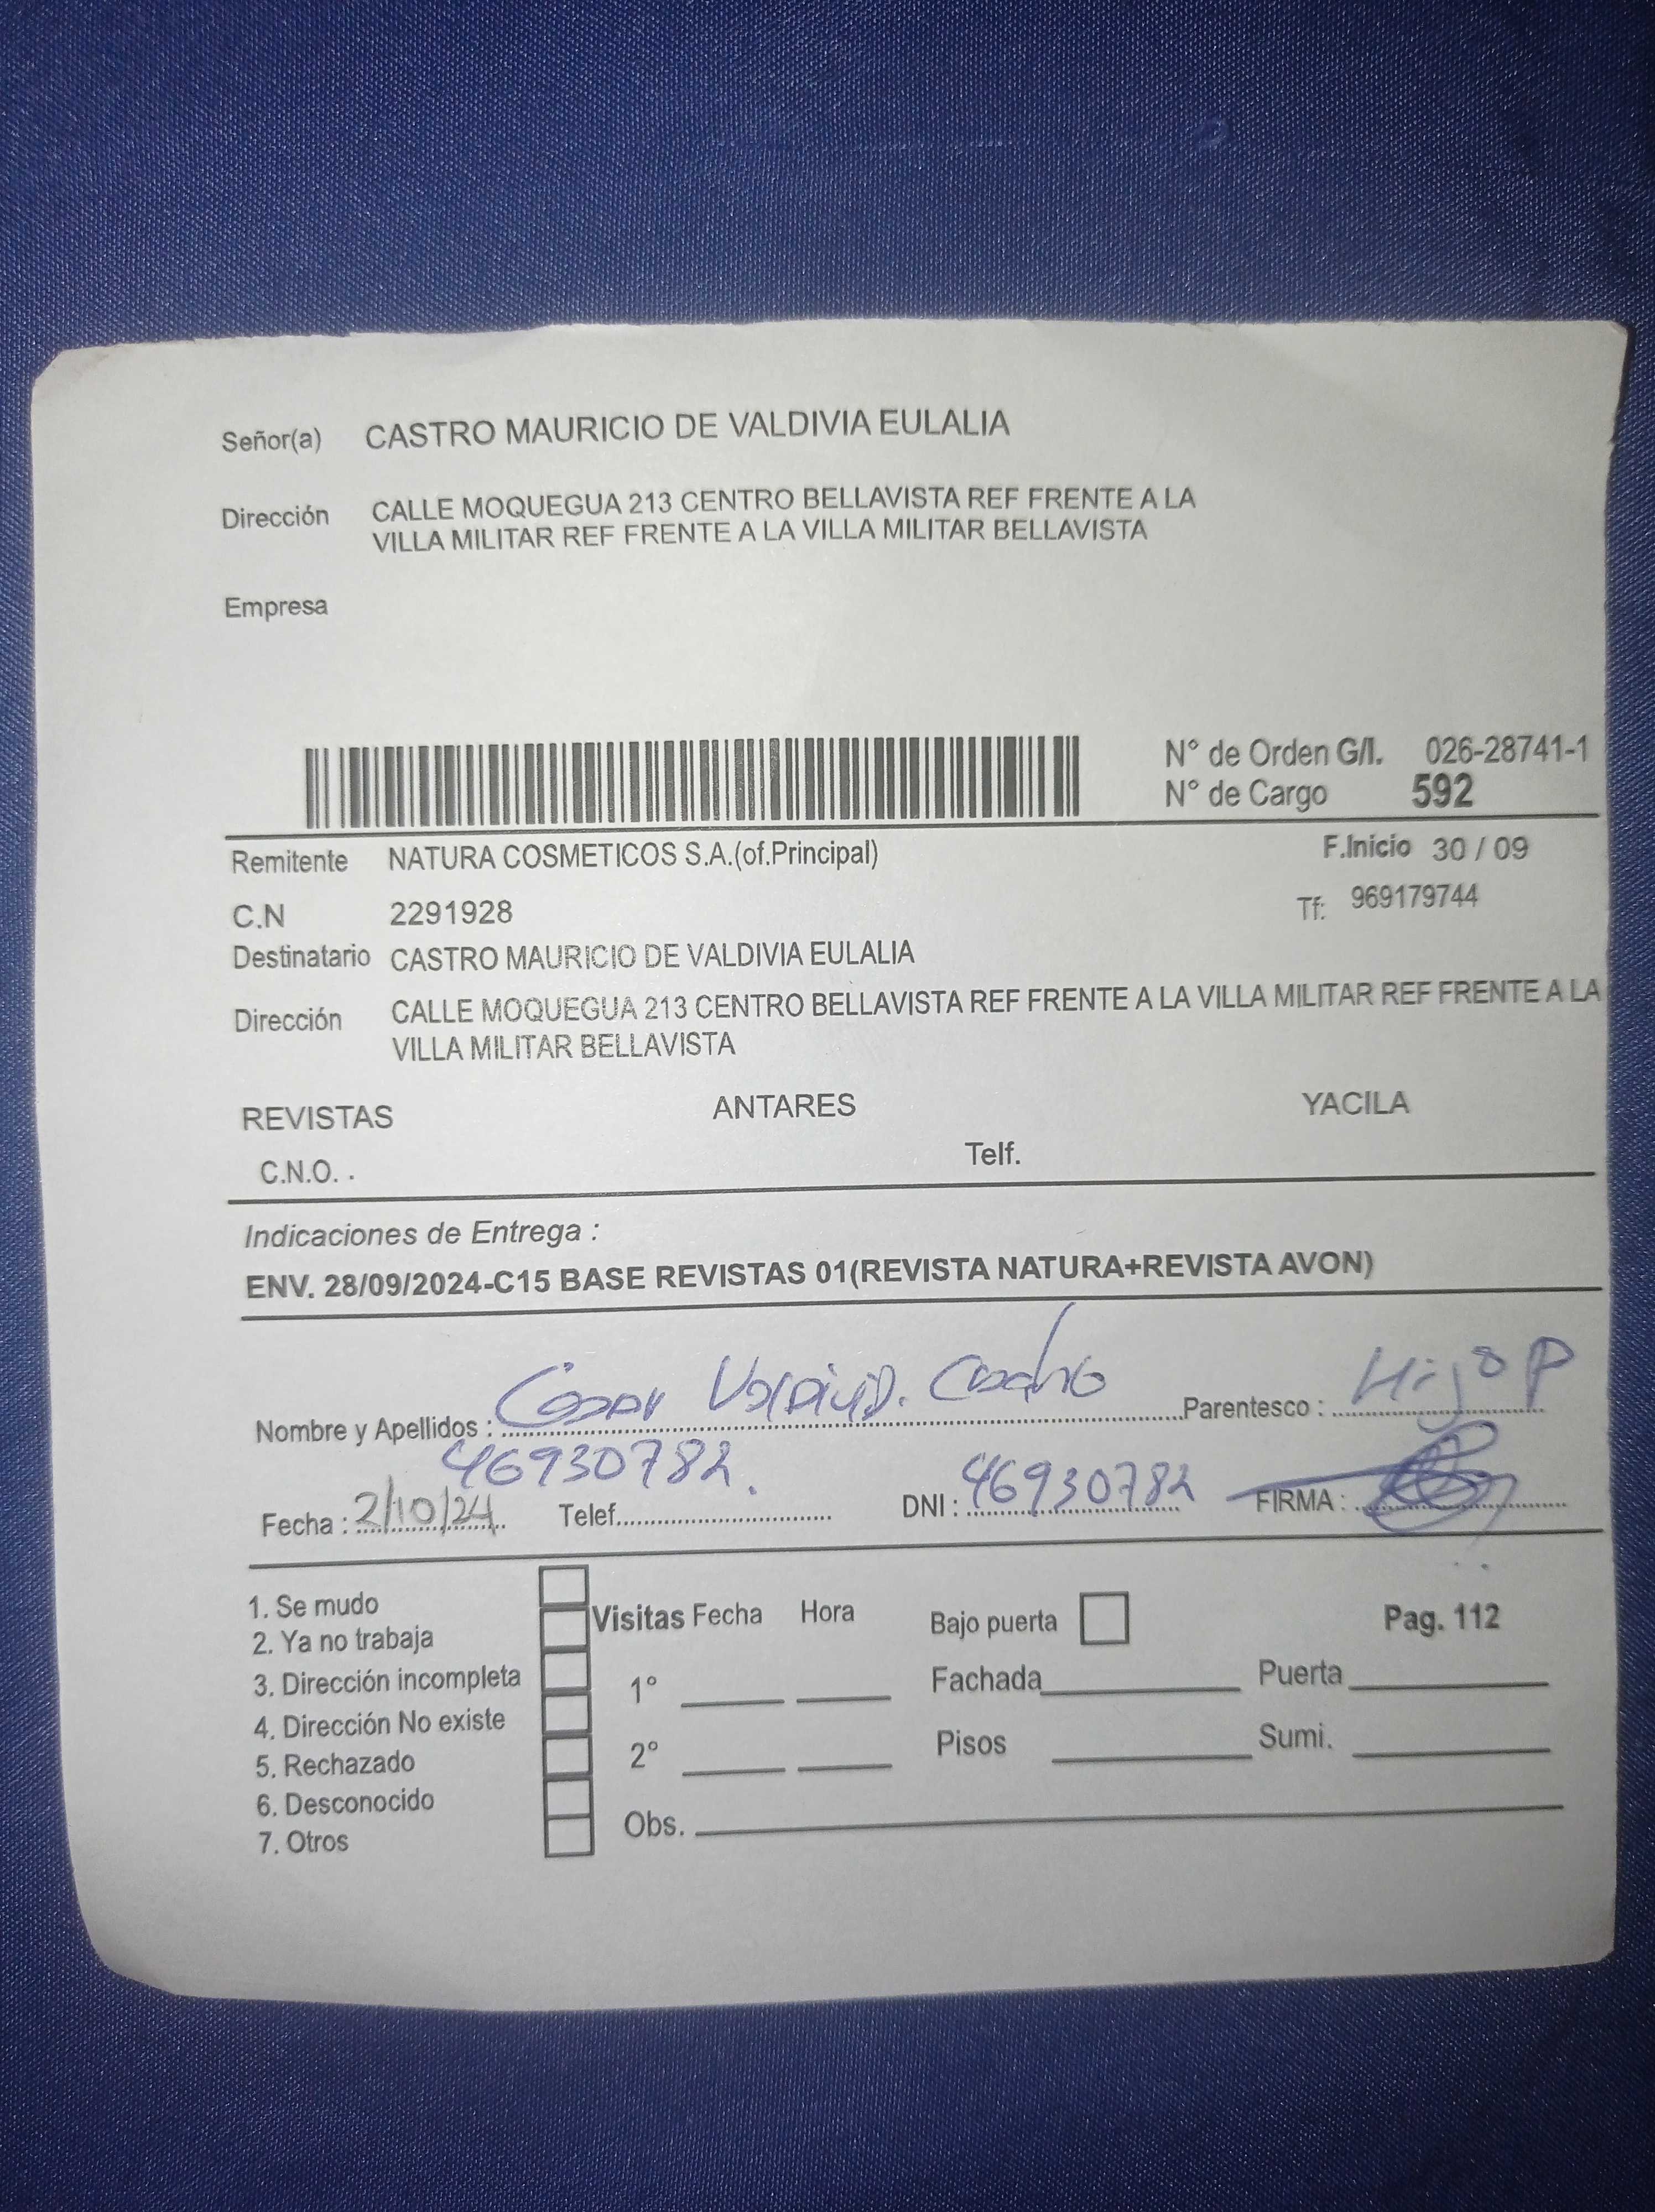 Señor(a) CASTRO MAURICIO DE VALDIVIA EULALIA
Dirección CALLE MOQUEGUA 213 CENTRO BELLAVISTA REF FRENTE A LA
VILLA MILITAR REF FRENTE A LA VILLA MILITAR BELLAVISTA
Empresa
N° de Orden G/I. 026-28741-1
N° de Cargo 592
Remitente NATURA COSMETICOS S.A.(of.Principal) F.Inicio 30 / 09
C.N 2291928 Tf: 969179744
Destinatario CASTRO MAURICIO DE VALDIVIA EULALIA
Dirección CALLE MOQUEGUA 213 CENTRO BELLAVISTA REF FRENTE A LA VILLA MILITAR REF FRENTE A LA
VILLA MILITAR BELLAVISTA
REVISTAS ANTARES YACILA
C.N.O. . Telf.
Indicaciones de Entrega :
ENV. 28/09/2024-C15 BASE REVISTAS 01(REVISTA NATURA+REVISTA AVON)
Nombre y Apellidos : Cesar Valdivia. Castro Parentesco : Hijo P
46930782.
Fecha : 2/10/24 Telef. DNI : 46930782 FIRMA :
1. Se mudo
2. Ya no trabaja
3. Dirección incompleta
4. Dirección No existe
5. Rechazado
6. Desconocido
7. Otros
Visitas Fecha Hora Bajo puerta Pag. 112
1° Fachada Puerta
2° Pisos Sumi.
Obs.